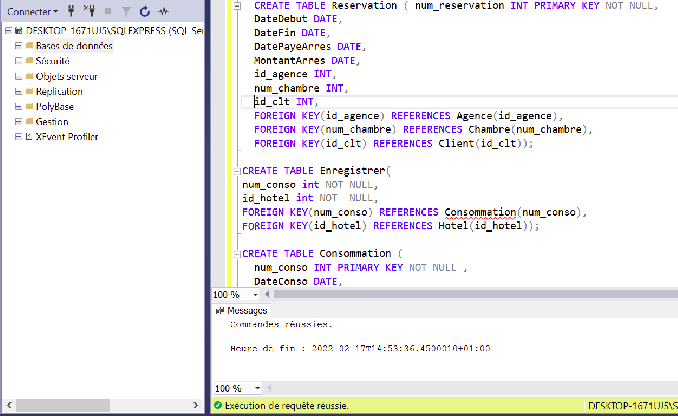 Connecter
DESKTOP-1671UJ5\SQLEXPRESS (SQL Ser
Bases de données
Sécurité
Objets serveur
Réplication
PolyBase
Gestion
XEvent Profiler
CREATE TABLE Reservation ( num_reservation INT PRIMARY KEY NOT NULL,
DateDebut DATE,
DateFin DATE,
DatePayeArres DATE,
MontantArres DATE,
id_agence INT,
num_chambre INT,
id_clt INT,
FOREIGN KEY(id_agence) REFERENCES Agence(id_agence),
FOREIGN KEY(num_chambre) REFERENCES Chambre(num_chambre),
FOREIGN KEY(id_clt) REFERENCES Client(id_clt));
CREATE TABLE Enregistrer(
num_conso int NOT NULL,
id_hotel int NOT NULL,
FOREIGN KEY(num_conso) REFERENCES Consommation(num_conso),
FOREIGN KEY(id_hotel) REFERENCES Hotel(id_hotel));
CREATE TABLE Consommation (
num_conso INT PRIMARY KEY NOT NULL ,
DateConso DATE,
100 %
Messages
Commandes réussies.
Heure de fin : 2022-02-17T14:53:36.4500010+01:00
100 %
Exécution de requête réussie.
DESKTOP-1671UJ5\S